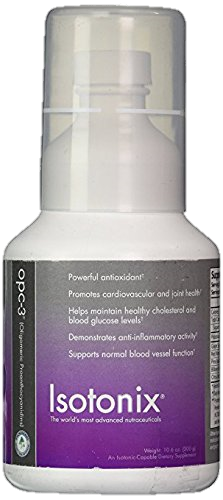 Powerful antioxidant†
Promotes cardiovascular and joint health†
Helps maintain healthy cholesterol and
blood glucose levels†
Demonstrates anti-inflammatory activity†
Supports normal blood vessel function†
opc-3®
(Oligomeric Proanthocyanidins)
Isotonix®
The world's most advanced nutraceuticals
Weight: 10.6 oz. (300 g)
An Isotonic-Capable Dietary Supplement